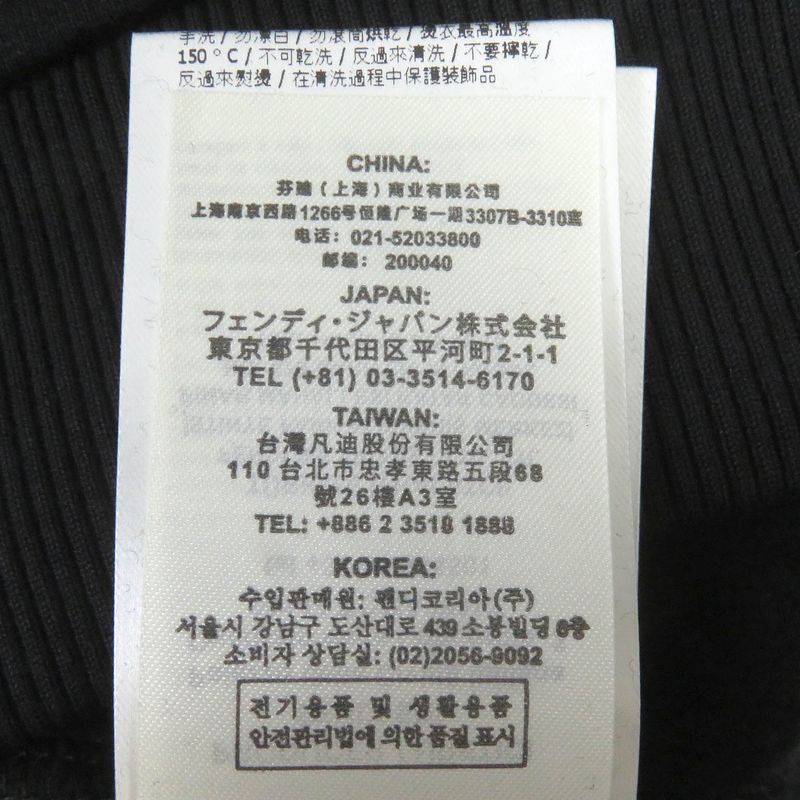 手洗 / 勿漂白 / 勿滾筒烘乾 / 燙衣最高溫度
150°C / 不可乾洗 / 反過來清洗 / 不要擰乾 /
反過來熨燙 / 在清洗過程中保護裝飾品
CHINA:
芬迪（上海）商业有限公司
上海南京西路1266号恒隆广场一期3307B-3310室
电话：021-52033800
邮编： 200040
JAPAN:
フェンディ・ジャパン株式会社
東京都千代田区平河町2-1-1
TEL (+81) 03-3514-6170
TAIWAN:
台灣凡迪股份有限公司
110 台北市忠孝東路五段68
號26樓A3室
TEL: +886 2 3518 1888
KOREA:
수입판매원: 펜디코리아(주)
서울시 강남구 도산대로 439 소봉빌딩 6층
소비자 상담실: (02)2056-9092
전기용품 및 생활용품
안전관리법에 의한 품질 표시